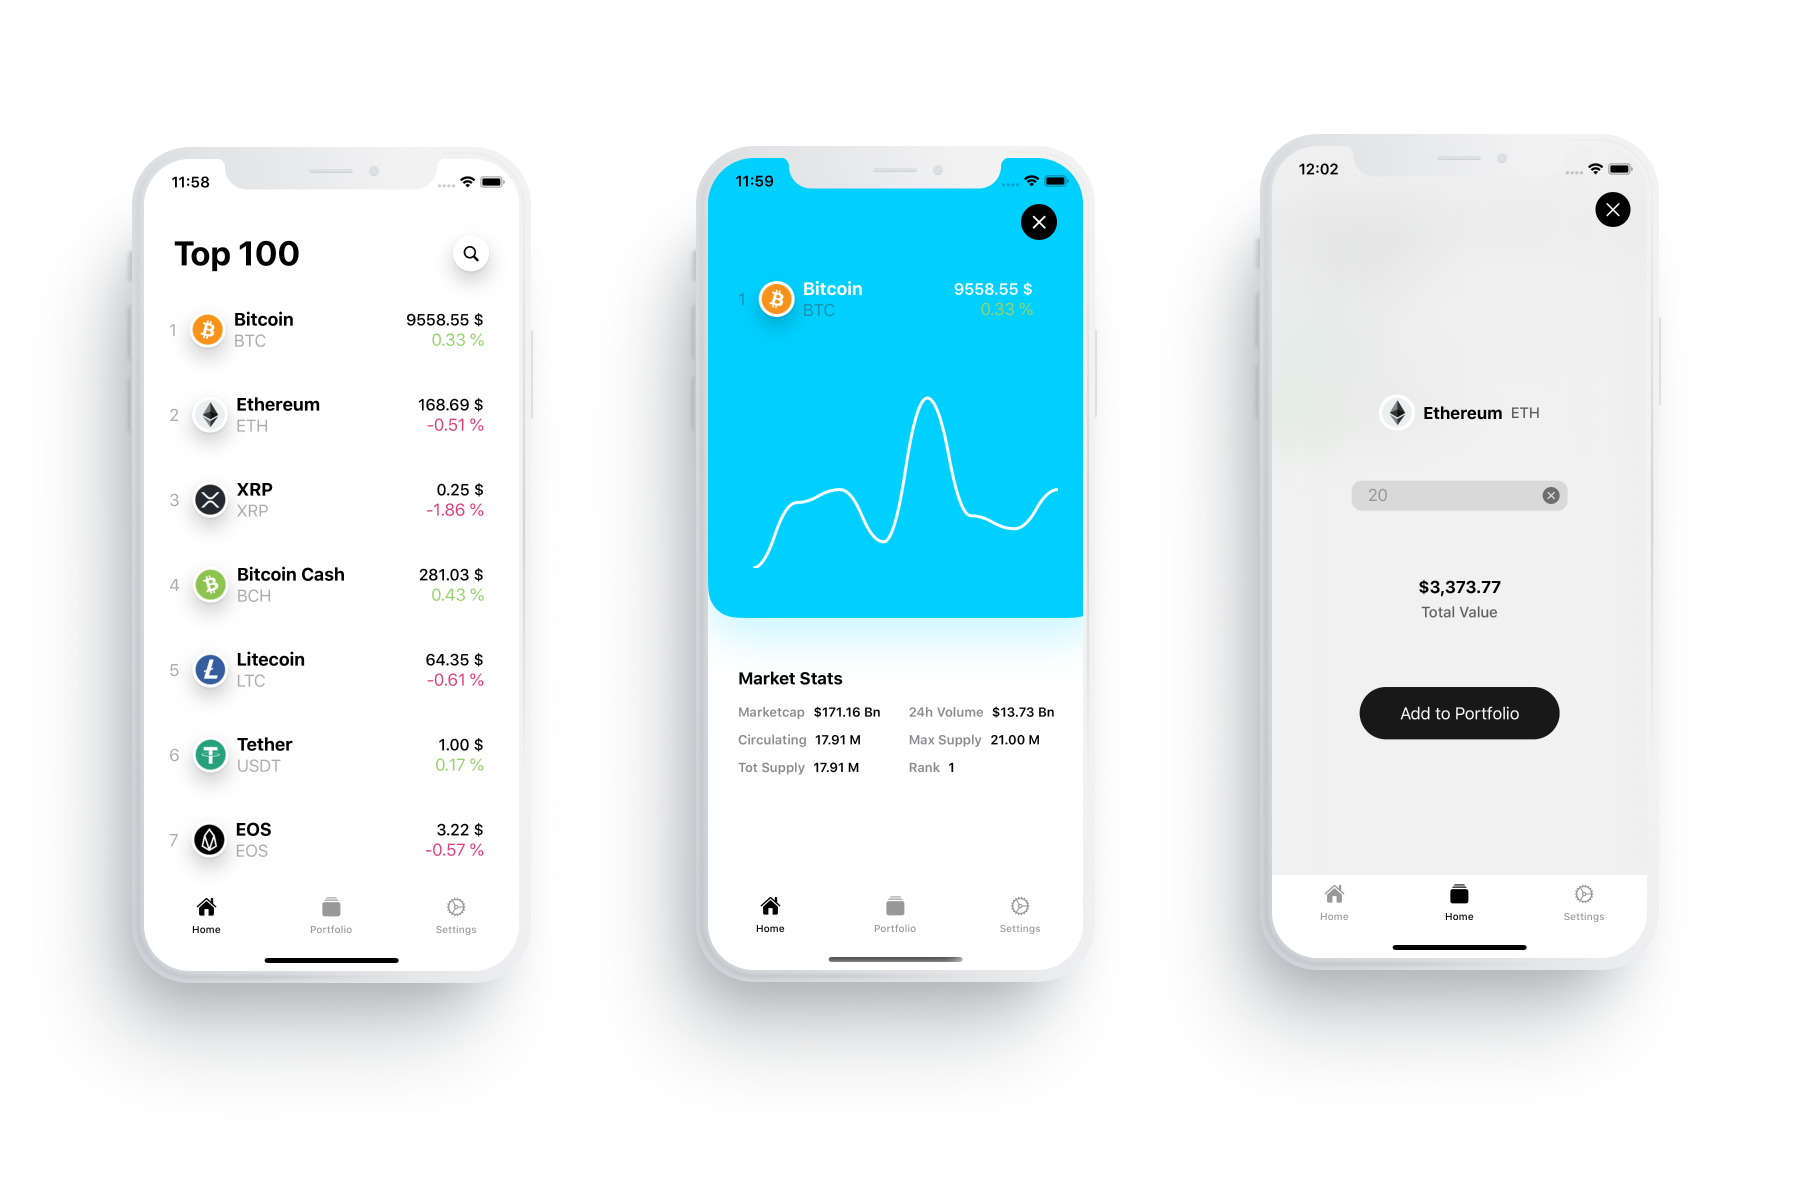 11:58
Top 100
1 Bitcoin 9558.55 $
BTC 0.33 %
2 Ethereum 168.69 $
ETH -0.51 %
3 XRP 0.25 $
XRP -1.86 %
4 Bitcoin Cash 281.03 $
BCH 0.43 %
5 Litecoin 64.35 $
LTC -0.61 %
6 Tether 1.00 $
USDT 0.17 %
7 EOS 3.22 $
EOS -0.57 %
Home Portfolio Settings
11:59
1 Bitcoin 9558.55 $
BTC 0.33 %
Market Stats
Marketcap $171.16 Bn 24h Volume $13.73 Bn
Circulating 17.91 M Max Supply 21.00 M
Tot Supply 17.91 M Rank 1
Home Portfolio Settings
12:02
Ethereum ETH
20
$3,373.77
Total Value
Add to Portfolio
Home Home Settings